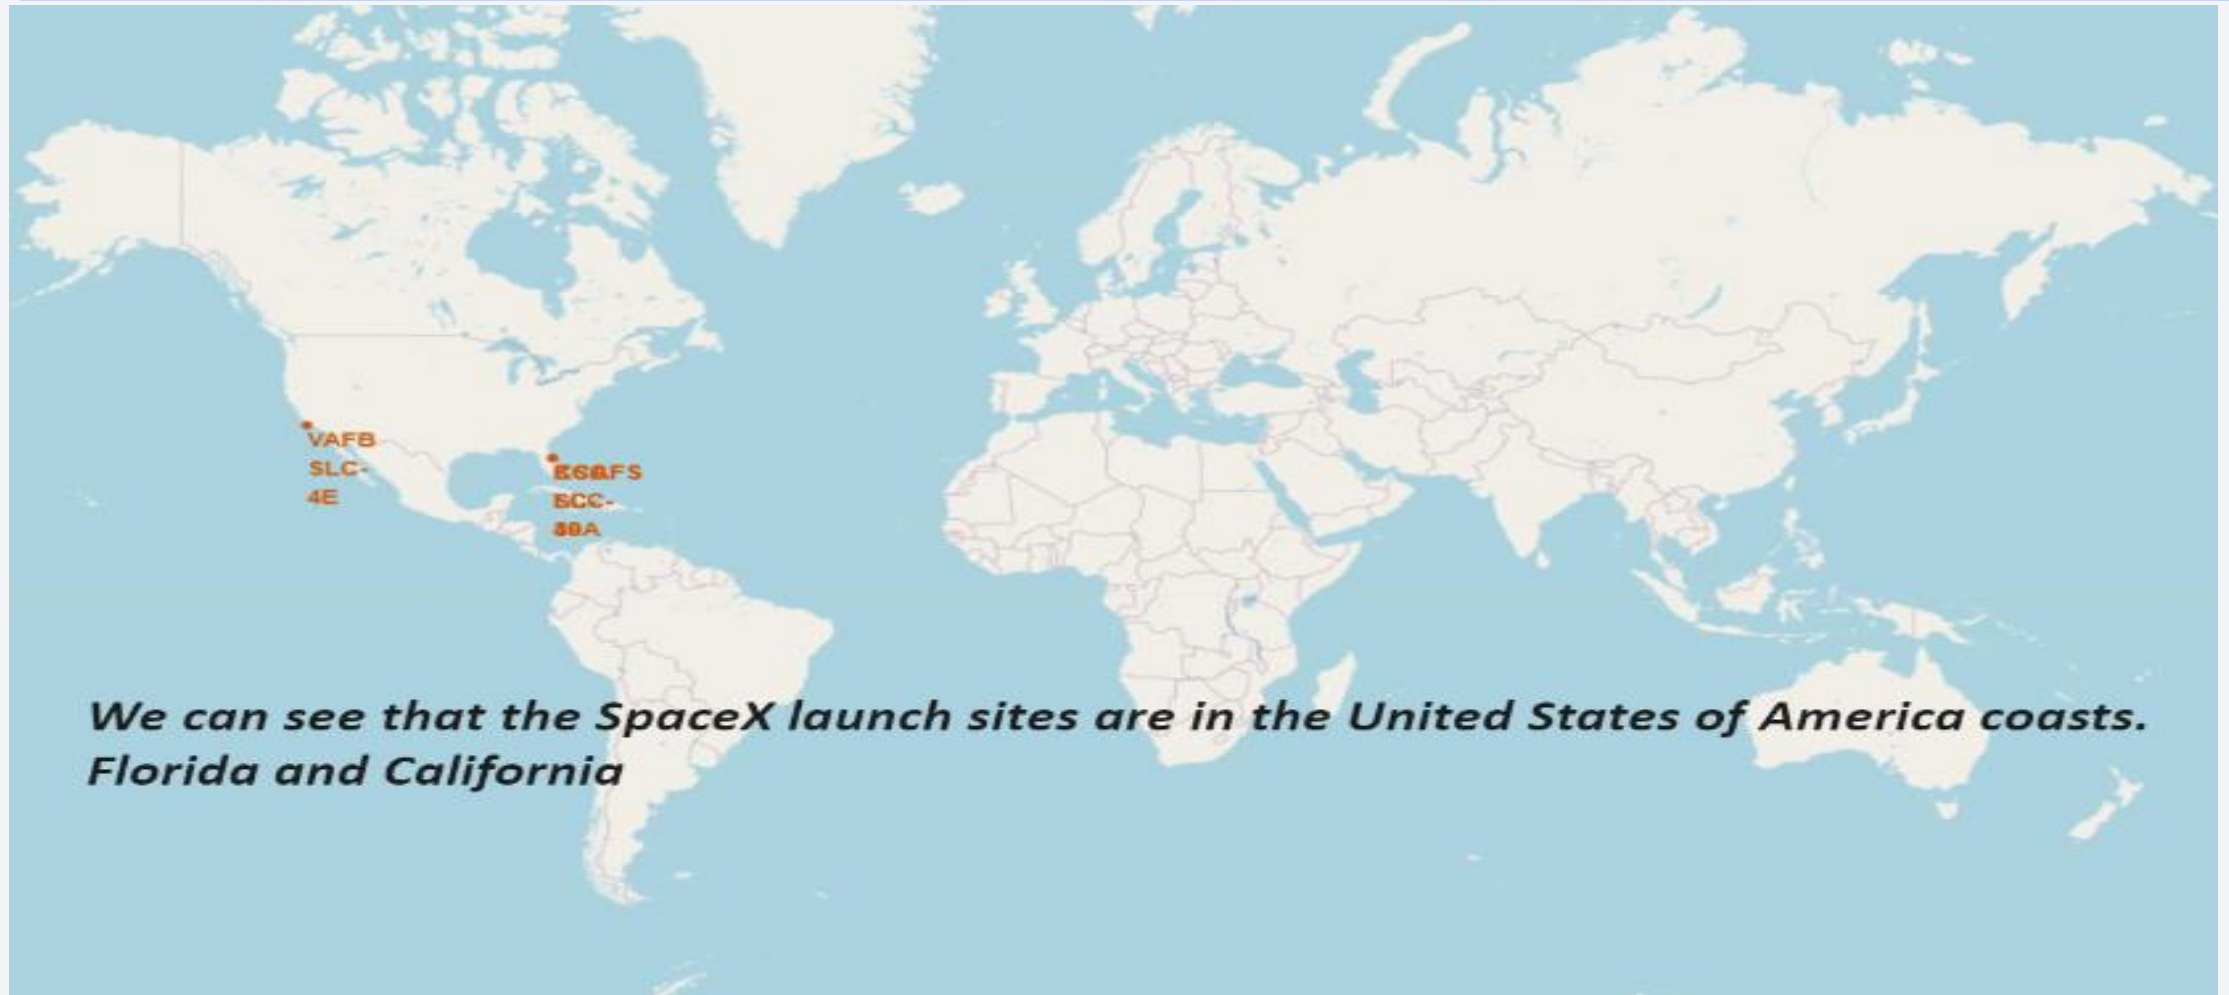 VAFB
SLC-
4E
We can see that the SpaceX launch sites are in the United States of America coasts.
Florida and California